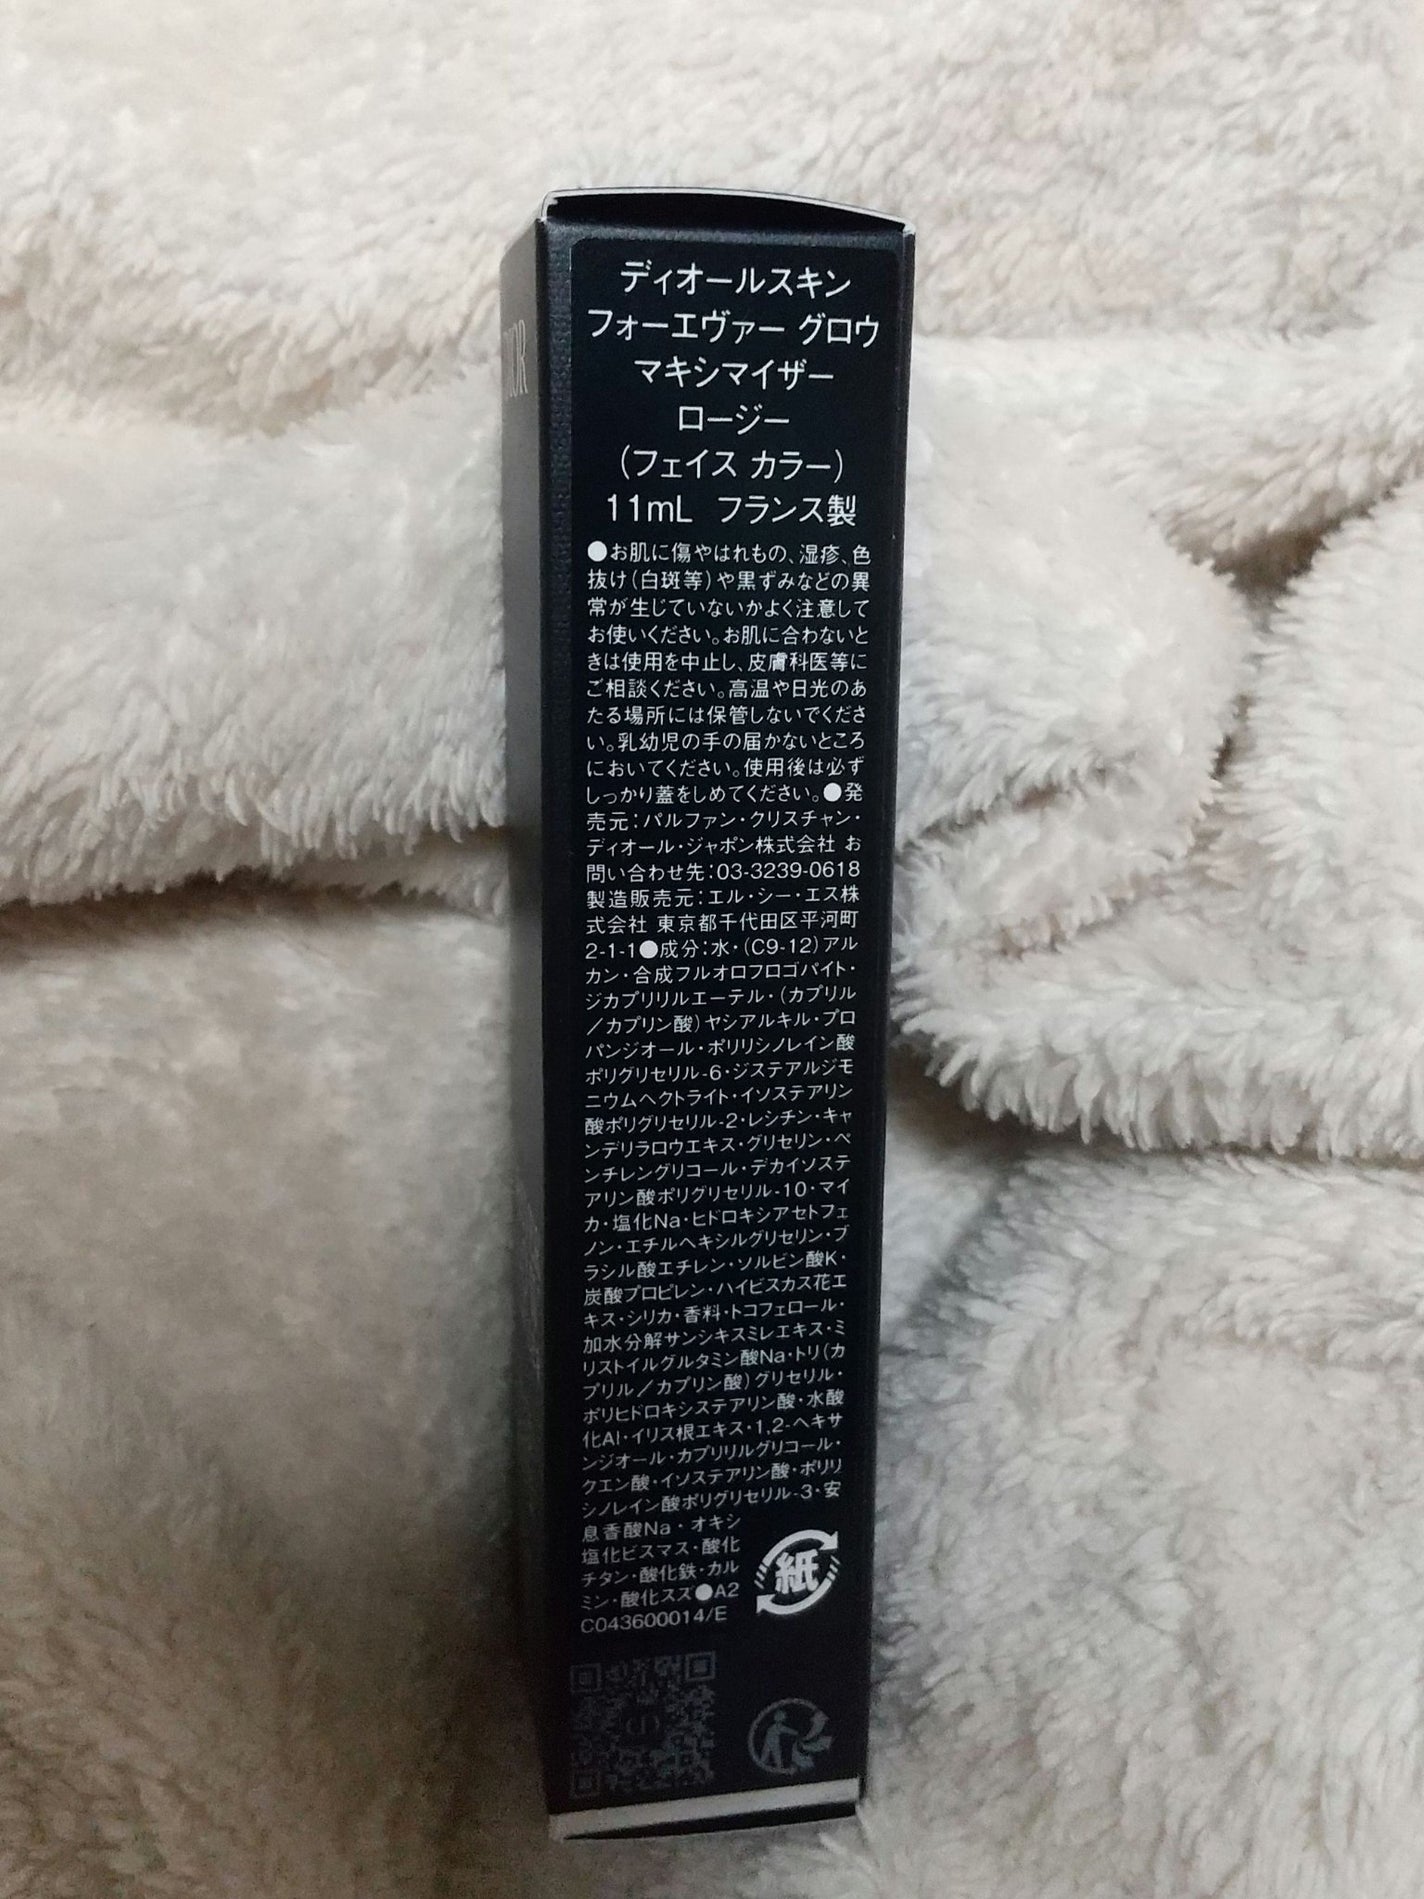 ディオールスキン
フォーエヴァー グロウ
マキシマイザー
ロージー
(フェイス カラー)
11mL フランス製
●お肌に傷やはれもの、湿疹、色
抜け(白斑等)や黒ずみなどの異
常が生じていないかよく注意して
お使いください。お肌に合わないと
きは使用を中止し、皮膚科医等に
ご相談ください。高温や日光のあ
たる場所には保管しないでくださ
い。乳幼児の手の届かないところ
においてください。使用後は必ず
しっかり蓋をしめてください。●発
売元:パルファン・クリスチャン・
ディオール・ジャポン株式会社 お
問い合わせ先:03-3239-0618
製造販売元:エル・シー・エス株
式会社 東京都千代田区平河町
2-1-1●成分:水・(C9-12)アル
カン・合成フルオロフロゴパイト・
ジカプリリルエーテル・(カプリル
/カプリン酸)ヤシアルキル・プロ
パンジオール・ポリリシノレイン酸
ポリグリセリル-6・ジステアルジモ
ニウムヘクトライト・イソステアリン
酸ポリグリセリル-2・レシチン・キャ
ンデリラロウエキス・グリセリン・ペ
ンチレングリコール・デカイソステ
アリン酸ポリグリセリル-10・マイ
カ・塩化Na・ヒドロキシアセトフェ
ノン・エチルヘキシルグリセリン・ブ
ラシル酸エチレン・ソルビン酸K・
炭酸プロピレン・ハイビスカス花エ
キス・シリカ・香料・トコフェロール・
加水分解サンシキスミレエキス・ミ
リストイルグルタミン酸Na・トリ(カ
プリル/カプリン酸)グリセリル・
ポリヒドロキシステアリン酸・水酸
化Al・イリス根エキス・1,2-ヘキサ
ンジオール・カプリリルグリコール・
クエン酸・イソステアリン酸・ポリリ
シノレイン酸ポリグリセリル-3・安
息香酸Na・オキシ
塩化ビスマス・酸化
チタン・酸化鉄・カル
ミン・酸化スズ●A2
C043600014/E
紙